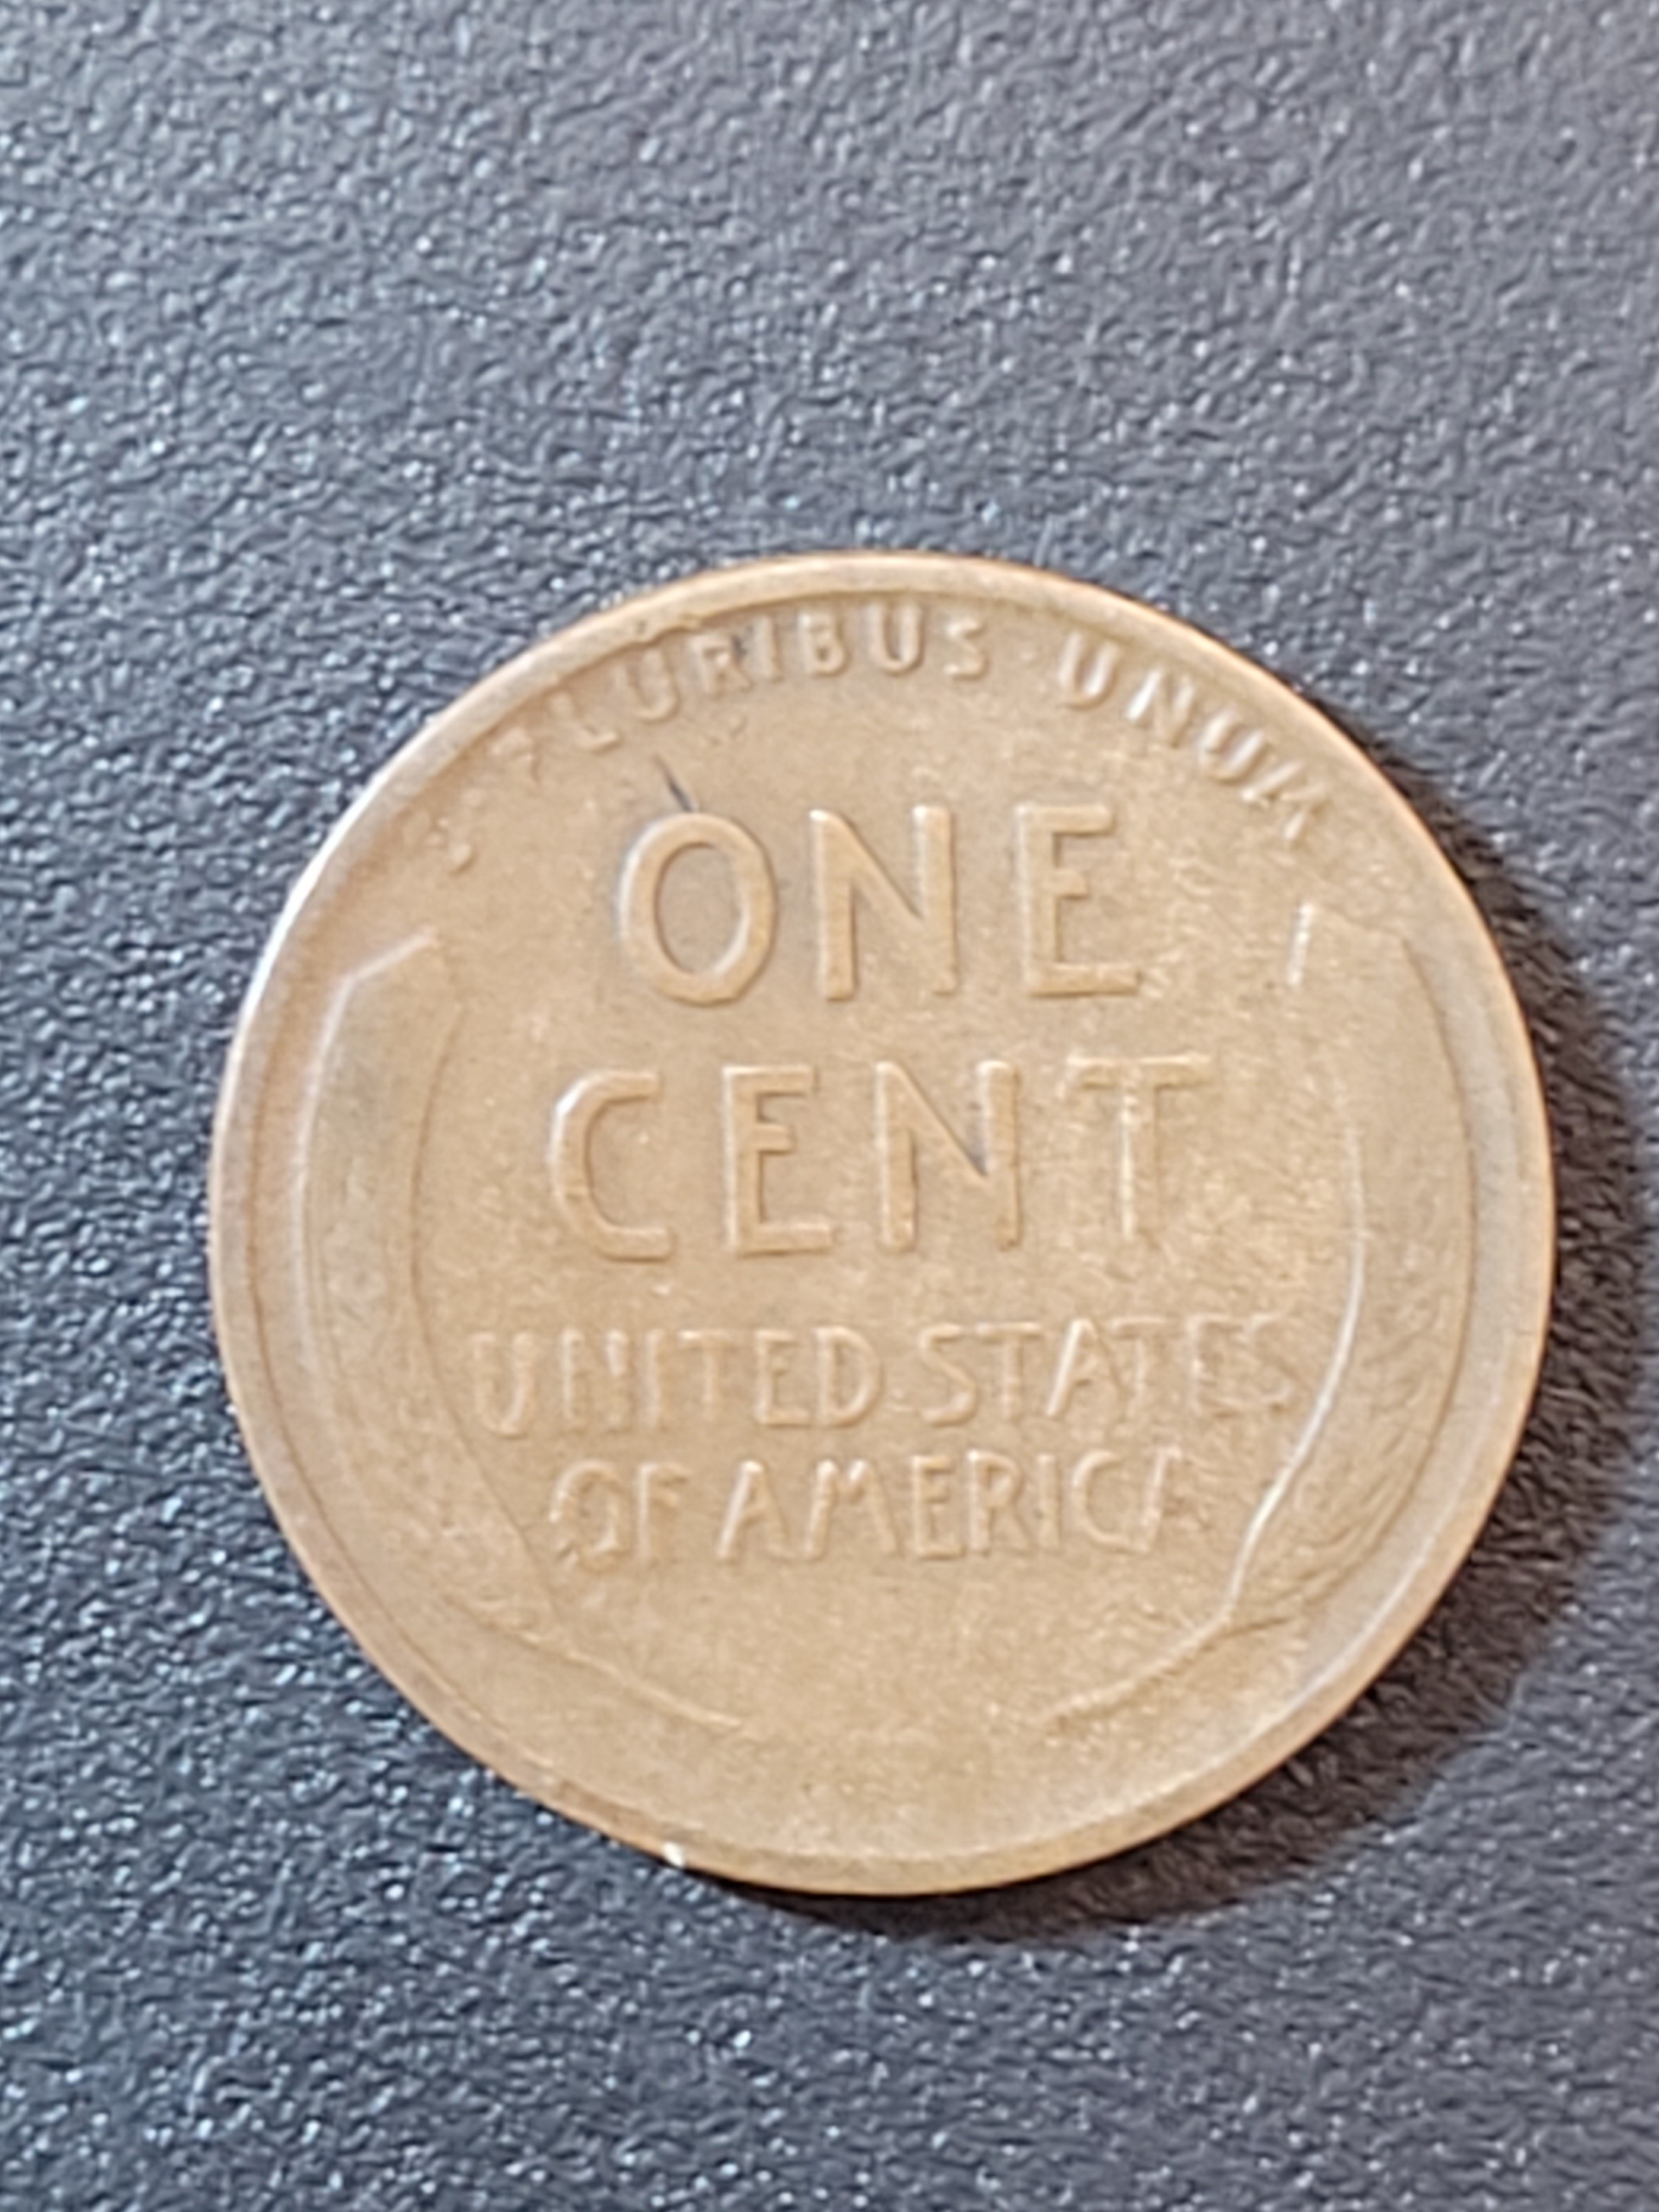 PLURIBUS UNUM
ONE
CENT
UNITED STATES
OF AMERICA